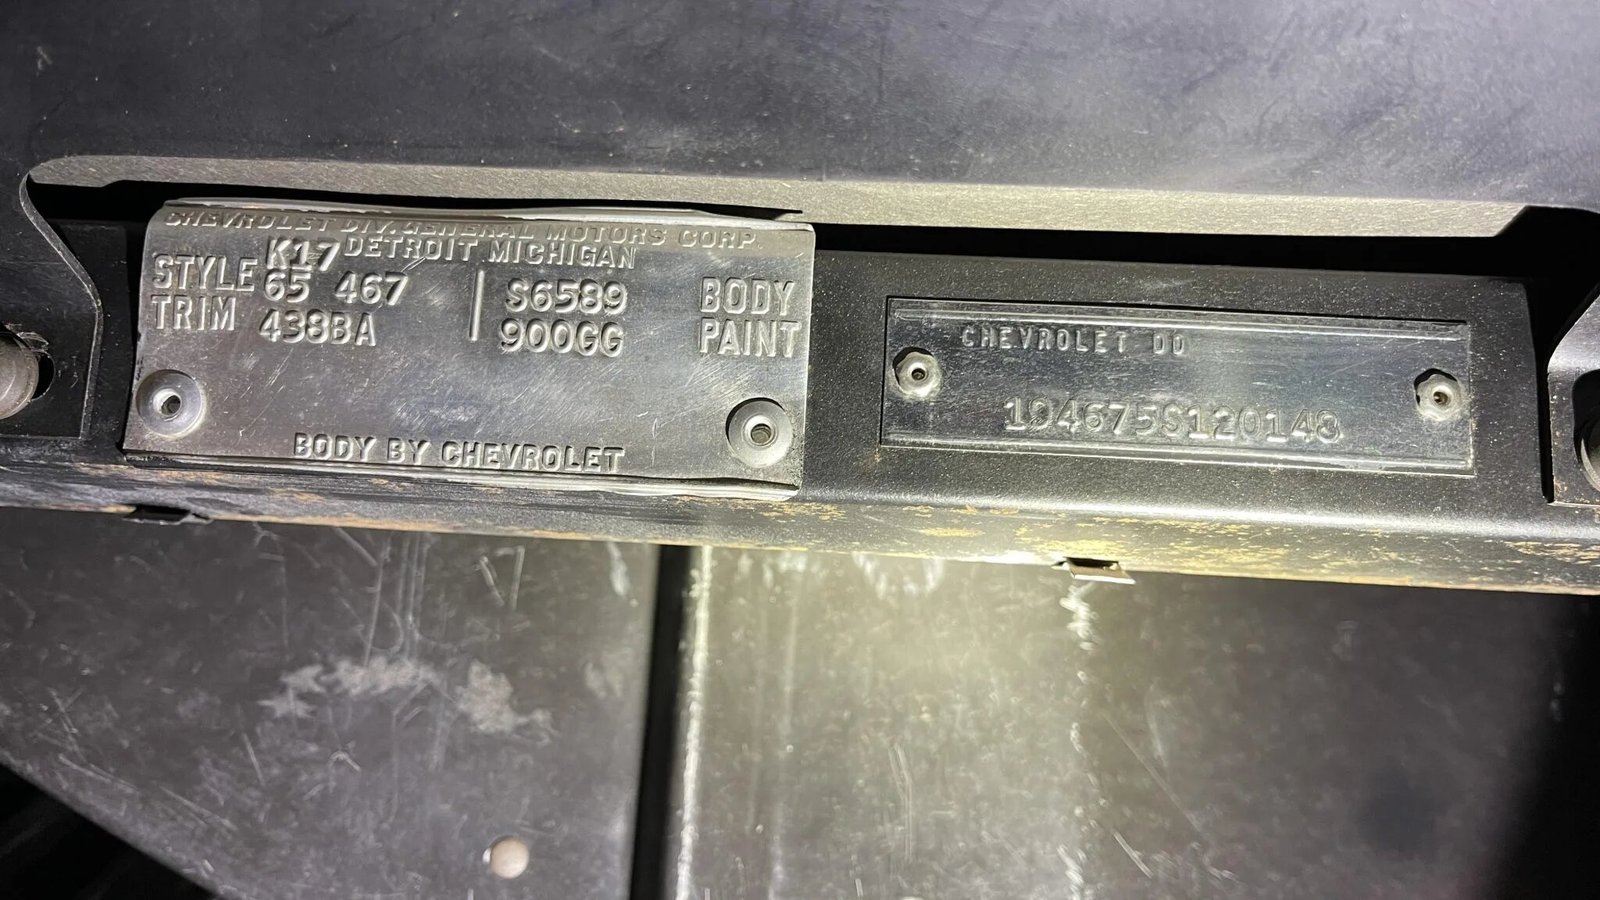 CHEVROLET DIV. GENERAL MOTORS CORP.
K17 DETROIT MICHIGAN
STYLE 65 467 | S6589 BODY
TRIM 438BA | 900GG PAINT
BODY BY CHEVROLET
CHEVROLET DO
194675S120148